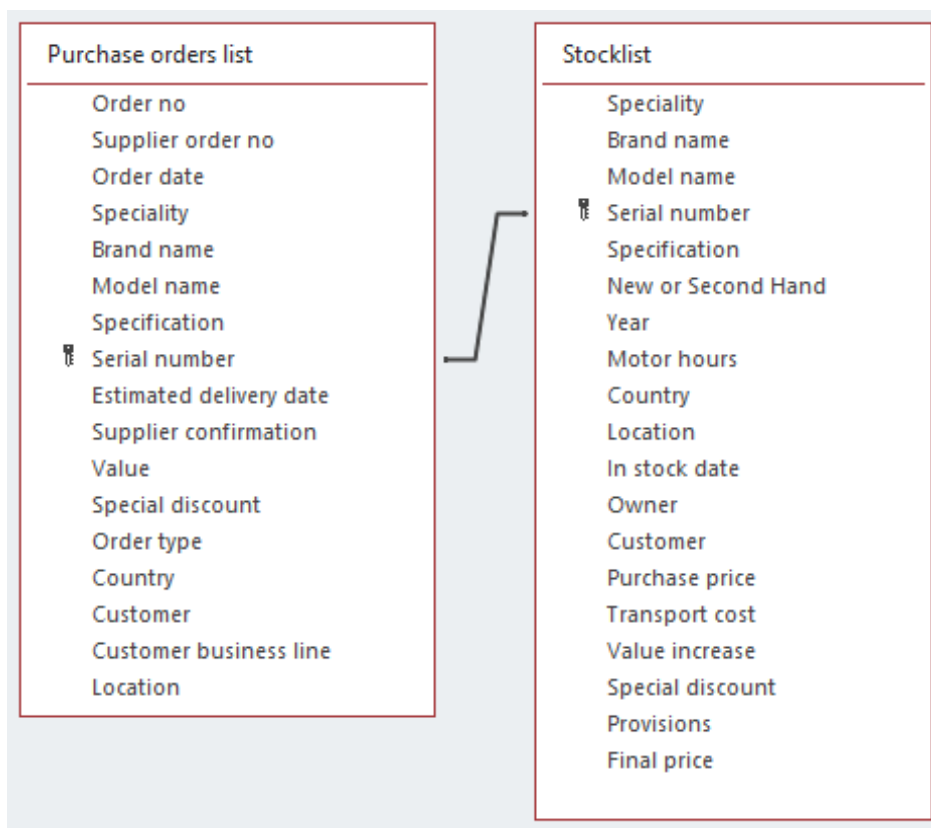 Purchase orders list
Order no
Supplier order no
Order date
Speciality
Brand name
Model name
Specification
Serial number
Estimated delivery date
Supplier confirmation
Value
Special discount
Order type
Country
Customer
Customer business line
Location
Stocklist
Speciality
Brand name
Model name
Serial number
Specification
New or Second Hand
Year
Motor hours
Country
Location
In stock date
Owner
Customer
Purchase price
Transport cost
Value increase
Special discount
Provisions
Final price